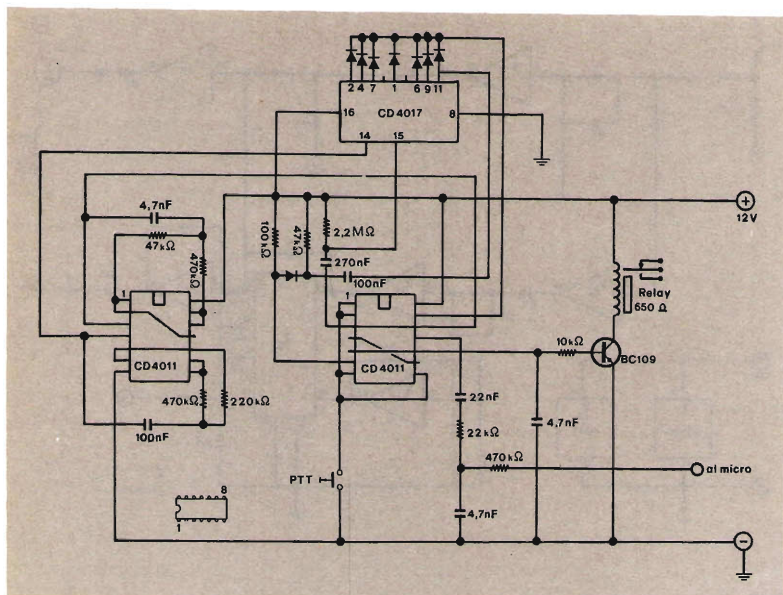 2 4 7 1 6 9 11
CD4017
16
8
14
15
4,7nF
47kΩ
470kΩ
1
CD4011
470kΩ
220kΩ
100nF
100kΩ
47kΩ
2,2MΩ
270nF
100nF
1
CD4011
+
12V
Relay
650 Ω
10kΩ
BC109
22nF
22kΩ
4,7nF
470kΩ
al micro
4,7nF
PTT
8
1
-